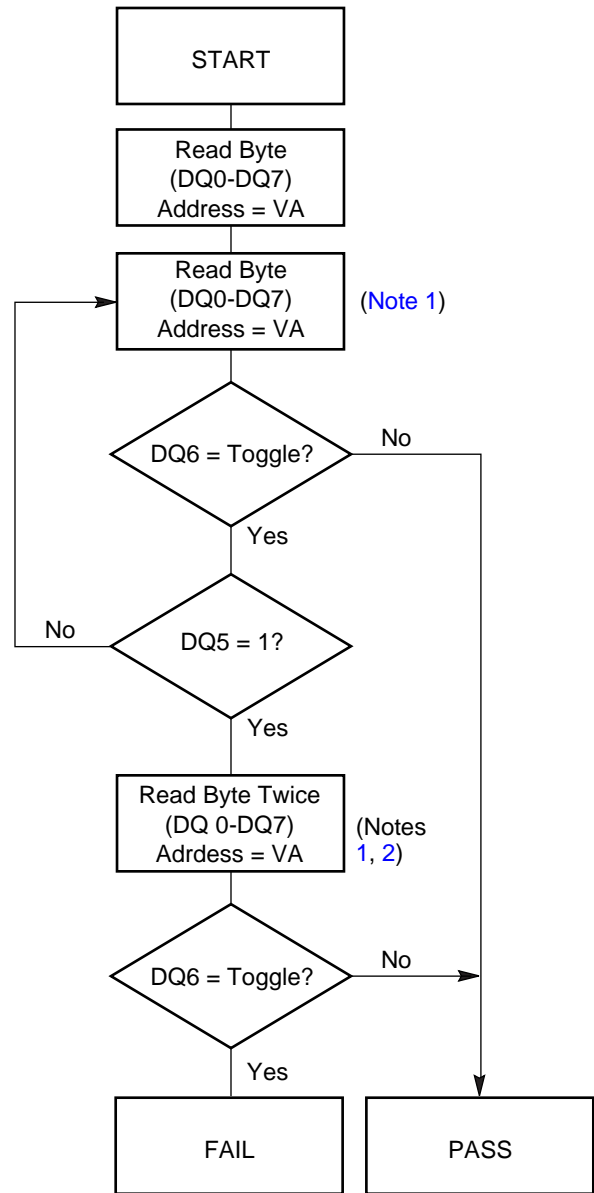 START
Read Byte
(DQ0-DQ7)
Address = VA
Read Byte
(DQ0-DQ7)
Address = VA
(Note 1)
DQ6 = Toggle?
No
Yes
No
DQ5 = 1?
Yes
Read Byte Twice
(DQ 0-DQ7)
Adrdess = VA
(Notes
1, 2)
DQ6 = Toggle?
No
Yes
FAIL
PASS